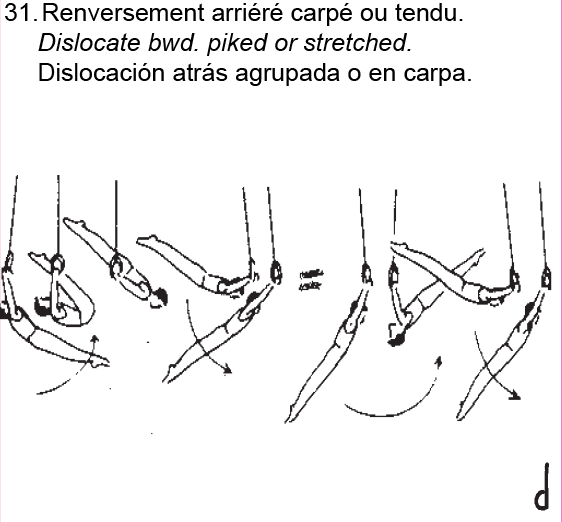 31. Renversement arriéré carpé ou tendu.
Dislocate bwd. piked or stretched.
Dislocación atrás agrupada o en carpa.
d